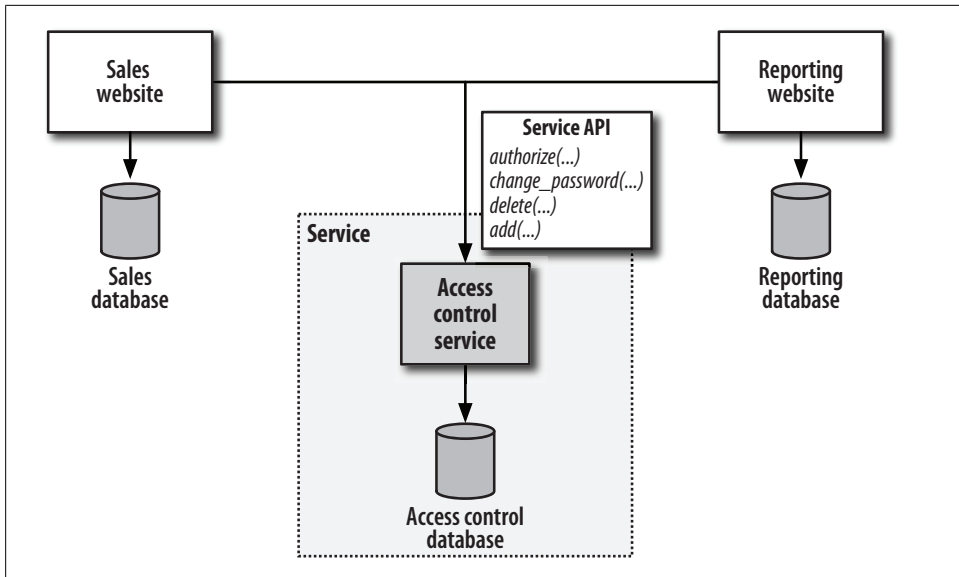 Sales
website
Reporting
website
Service API
authorize(...)
change_password(...)
delete(...)
add(...)
Service
Sales
database
Access
control
service
Reporting
database
Access control
database